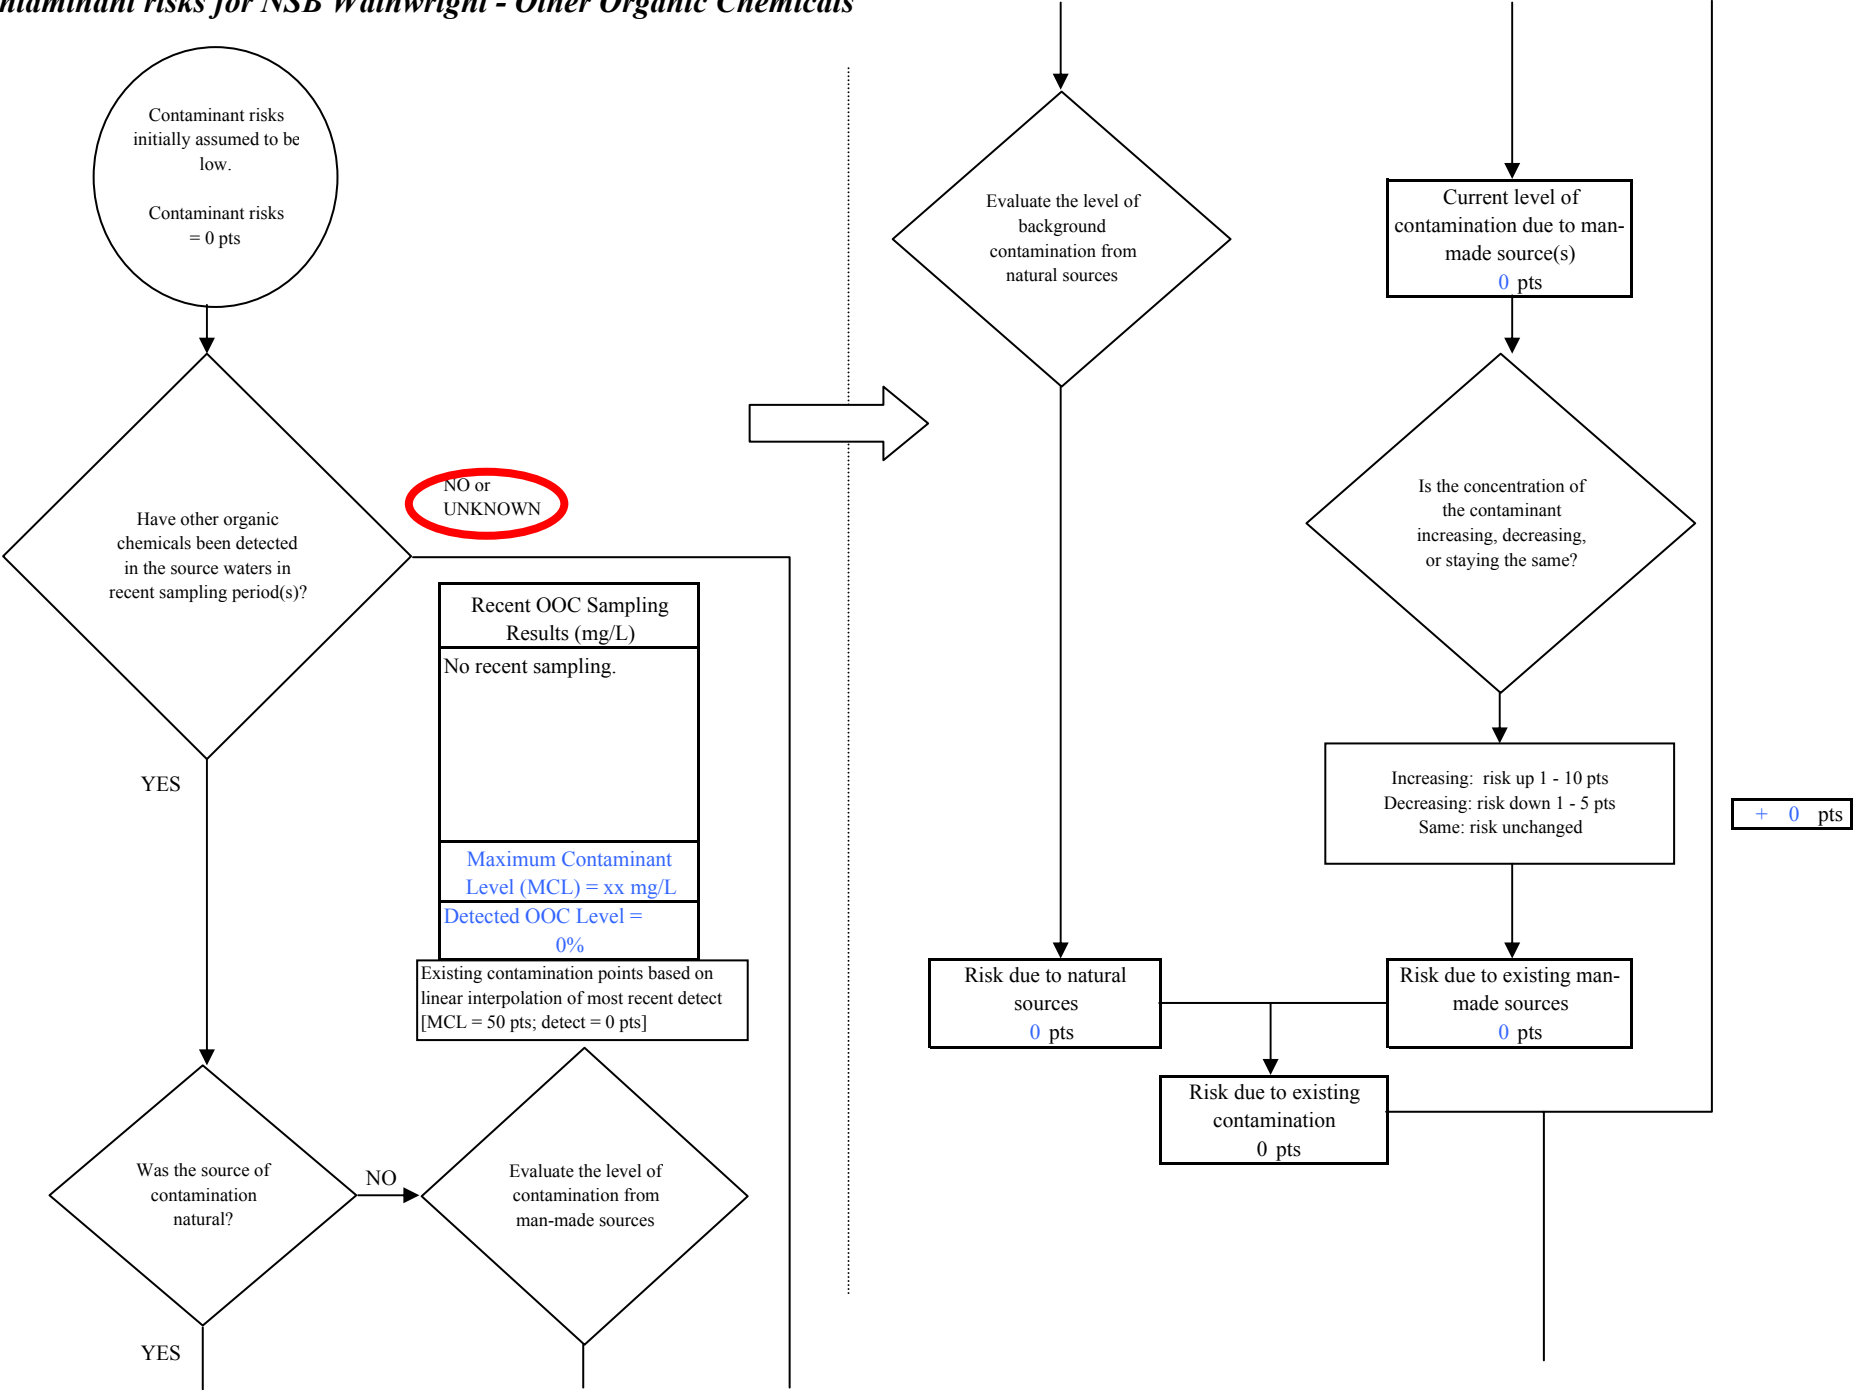 ntaminant risks for NSB Wainwright - Other Organic Chemicals
Contaminant risks
initially assumed to be
low.
Contaminant risks
= 0 pts
Have other organic
chemicals been detected
in the source waters in
recent sampling period(s)?
NO or
UNKNOWN
YES
Recent OOC Sampling
Results (mg/L)
No recent sampling.
Maximum Contaminant
Level (MCL) = xx mg/L
Detected OOC Level =
0%
Existing contamination points based on
linear interpolation of most recent detect
[MCL = 50 pts; detect = 0 pts]
Was the source of
contamination
natural?
NO
YES
Evaluate the level of
contamination from
man-made sources
Evaluate the level of
background
contamination from
natural sources
Current level of
contamination due to man-
made source(s)
0 pts
Is the concentration of
the contaminant
increasing, decreasing,
or staying the same?
Increasing: risk up 1 - 10 pts
Decreasing: risk down 1 - 5 pts
Same: risk unchanged
+ 0 pts
Risk due to natural
sources
0 pts
Risk due to existing man-
made sources
0 pts
Risk due to existing
contamination
0 pts